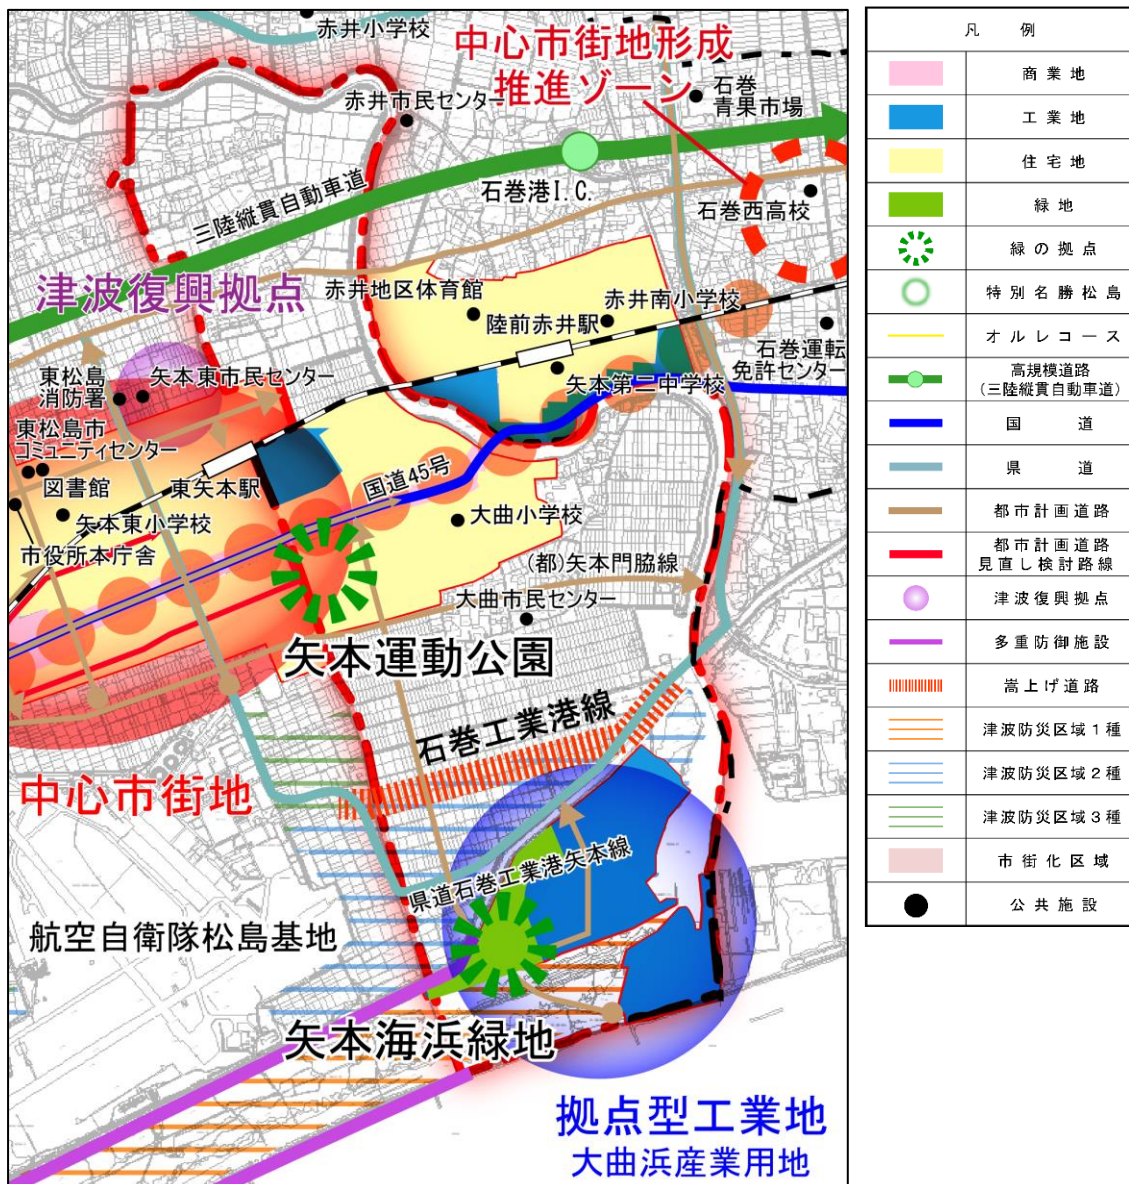 赤井小学校
中心市街地形成
推進ゾーン
石巻
青果市場
赤井市民センター
三陸縦貫自動車道
石巻港I.C.
石巻西高校
津波復興拠点
赤井地区体育館
赤井南小学校
陸前赤井駅
石巻運転
免許センター
東松島
消防署
矢本東市民センター
矢本第二中学校
東松島市
コミュニティセンター
図書館
東矢本駅
国道45号
矢本東小学校
大曲小学校
市役所本庁舎
(都)矢本門脇線
大曲市民センター
矢本運動公園
石巻工業港線
中心市街地
県道石巻工業港矢本線
航空自衛隊松島基地
矢本海浜緑地
拠点型工業地
大曲浜産業用地
凡例
商業地
工業地
住宅地
緑地
緑の拠点
特別名勝松島
オルレコース
高規模道路
(三陸縦貫自動車道)
国道
県道
都市計画道路
都市計画道路
見直し検討路線
津波復興拠点
多重防御施設
嵩上げ道路
津波防災区域1種
津波防災区域2種
津波防災区域3種
市街化区域
公共施設